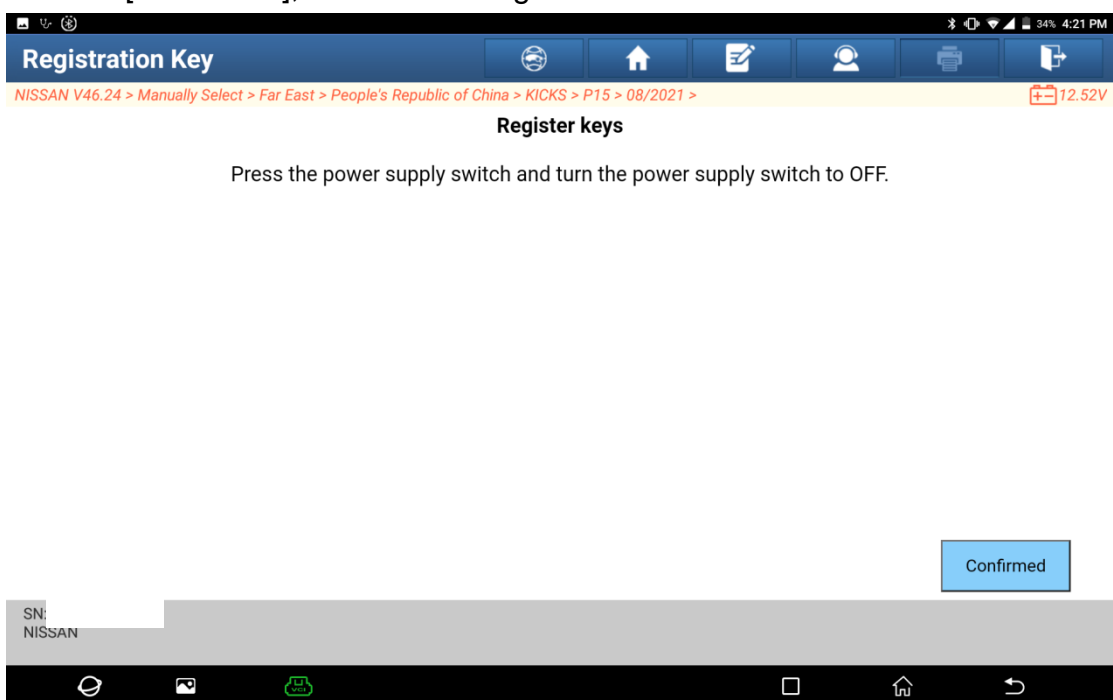 34% 4:21 PM
Registration Key
NISSAN V46.24 > Manually Select > Far East > People's Republic of China > KICKS > P15 > 08/2021 >
12.52V
Register keys
Press the power supply switch and turn the power supply switch to OFF.
Confirmed
SN:
NISSAN
VCI